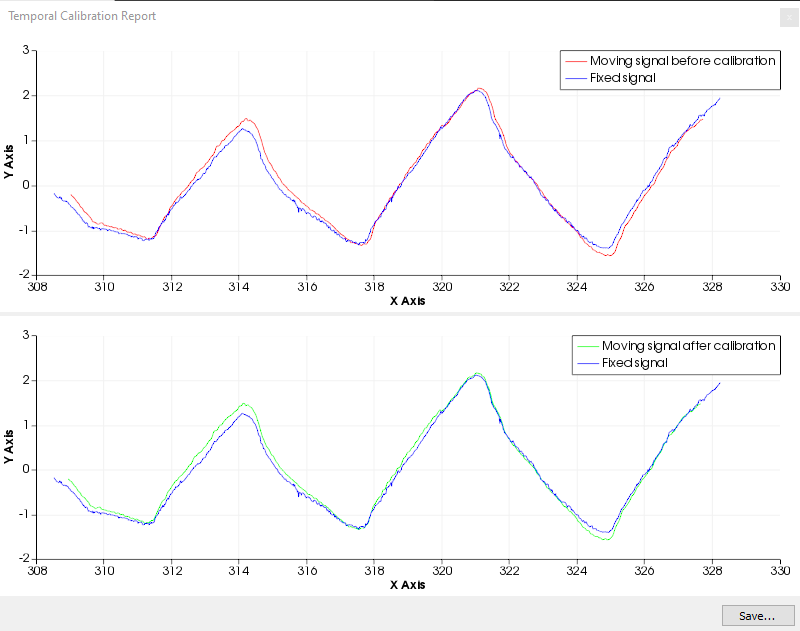 Temporal Calibration Report
x
3
2
1
0
-1
-2
Y Axis
Moving signal before calibration
Fixed signal
308 310 312 314 316 318 320 322 324 326 328 330
X Axis
3
2
1
0
-1
-2
Y Axis
Moving signal after calibration
Fixed signal
308 310 312 314 316 318 320 322 324 326 328 330
X Axis
Save...